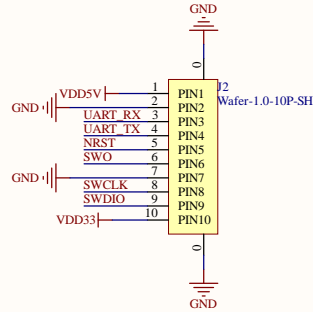 GND
0
J2
Wafer-1.0-10P-SH
VDD5V 1 PIN1
GND 2 PIN2
UART_RX 3 PIN3
UART_TX 4 PIN4
NRST 5 PIN5
SWO 6 PIN6
GND 7 PIN7
SWCLK 8 PIN8
SWDIO 9 PIN9
VDD33 10 PIN10
0
GND